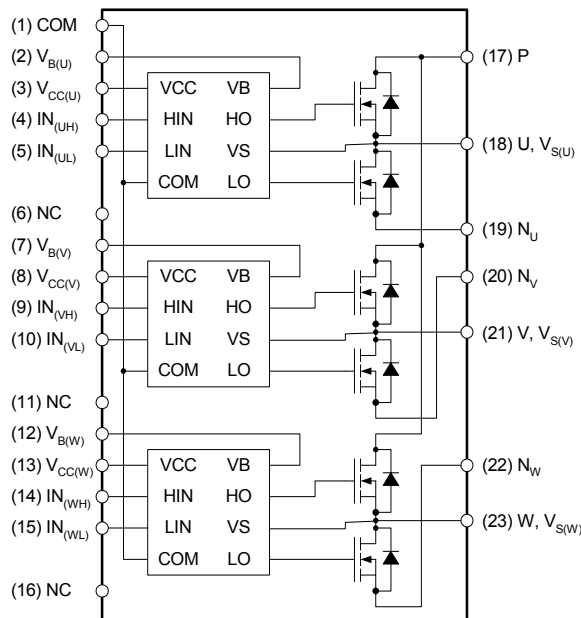 (1) COM
(2) V_B(U)
(3) V_CC(U)
(4) IN_(UH)
(5) IN_(UL)
(6) NC
(7) V_B(V)
(8) V_CC(V)
(9) IN_(VH)
(10) IN_(VL)
(11) NC
(12) V_B(W)
(13) V_CC(W)
(14) IN_(WH)
(15) IN_(WL)
(16) NC
VCC VB
HIN HO
LIN VS
COM LO
VCC VB
HIN HO
LIN VS
COM LO
VCC VB
HIN HO
LIN VS
COM LO
(17) P
(18) U, V_S(U)
(19) N_U
(20) N_V
(21) V, V_S(V)
(22) N_W
(23) W, V_S(W)